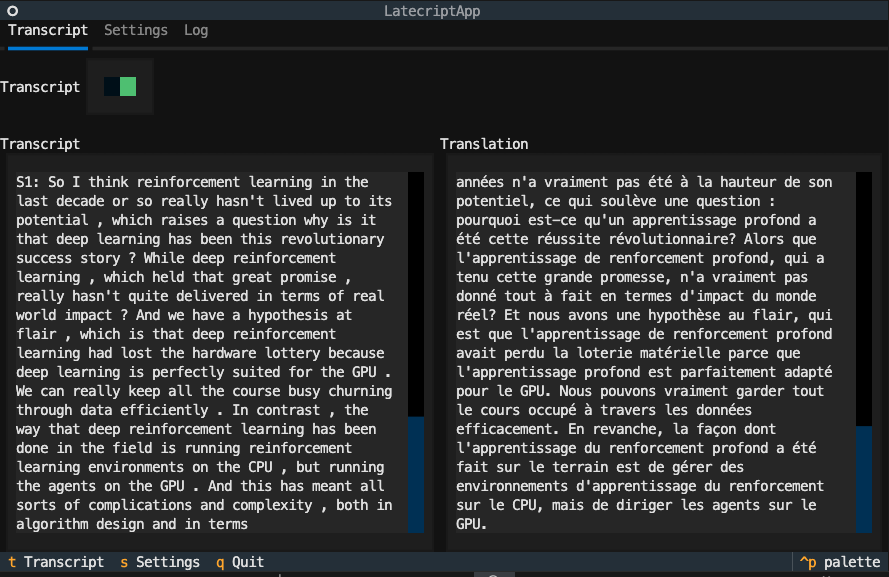 LatecriptApp
Transcript Settings Log
Transcript
Transcript
S1: So I think reinforcement learning in the
last decade or so really hasn't lived up to its
potential , which raises a question why is it
that deep learning has been this revolutionary
success story ? While deep reinforcement
learning , which held that great promise ,
really hasn't quite delivered in terms of real
world impact ? And we have a hypothesis at
flair , which is that deep reinforcement
learning had lost the hardware lottery because
deep learning is perfectly suited for the GPU .
We can really keep all the course busy churning
through data efficiently . In contrast , the
way that deep reinforcement learning has been
done in the field is running reinforcement
learning environments on the CPU , but running
the agents on the GPU . And this has meant all
sorts of complications and complexity , both in
algorithm design and in terms
Translation
années n'a vraiment pas été à la hauteur de son
potentiel, ce qui soulève une question :
pourquoi est-ce qu'un apprentissage profond a
été cette réussite révolutionnaire? Alors que
l'apprentissage de renforcement profond, qui a
tenu cette grande promesse, n'a vraiment pas
donné tout à fait en termes d'impact du monde
réel? Et nous avons une hypothèse au flair, qui
est que l'apprentissage de renforcement profond
avait perdu la loterie matérielle parce que
l'apprentissage profond est parfaitement adapté
pour le GPU. Nous pouvons vraiment garder tout
le cours occupé à travers les données
efficacement. En revanche, la façon dont
l'apprentissage du renforcement profond a été
fait sur le terrain est de gérer des
environnements d'apprentissage du renforcement
sur le CPU, mais de diriger les agents sur le
GPU.
t Transcript s Settings q Quit ^p palette